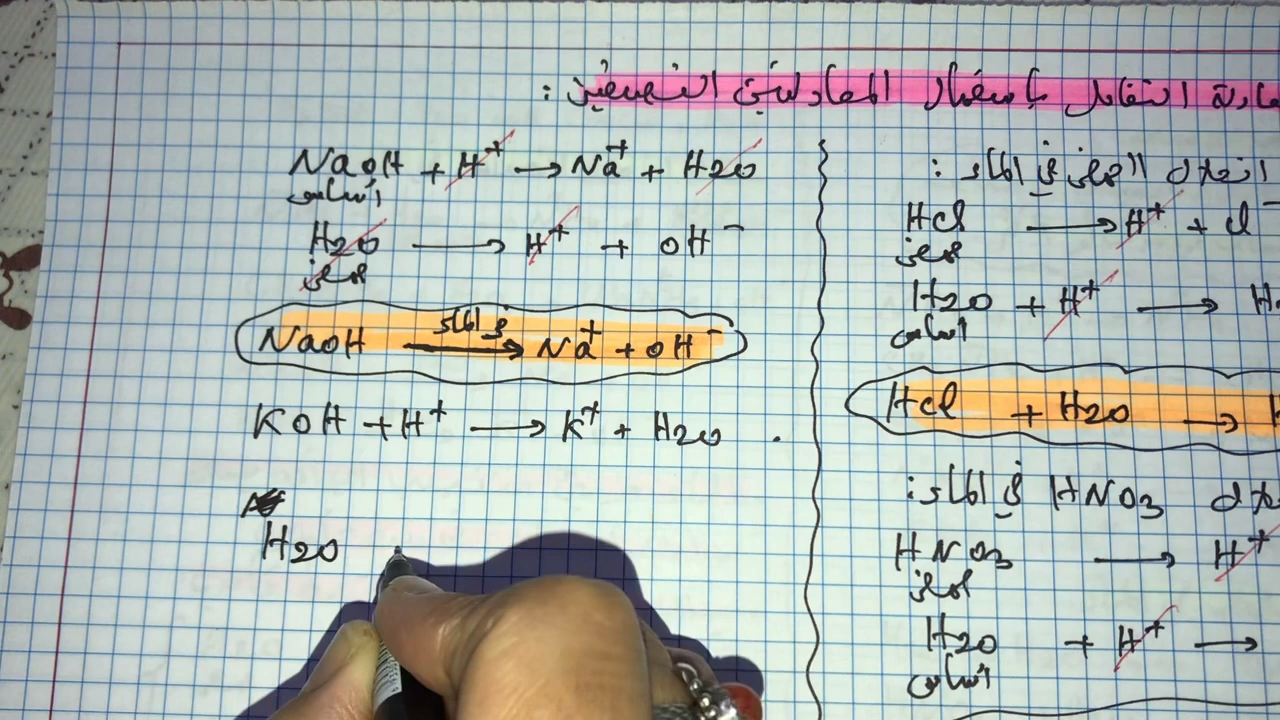 معادلة التفاعل باستعمال المعادلتين النصفيتين :
انحلال الحمض في الماء :
HCl → H⁺ + Cl⁻
حمض
H2O + H⁺ → H
أساس
HCl + H2O → H
HNO3 في الماء :
HNO3 → H⁺
حمض
H2O + H⁺ →
أساس
NaOH + H⁺ → Na⁺ + H2O
أساس
H2O → H⁺ + OH⁻
حمض
NaOH في الماء → Na⁺ + OH⁻
KOH + H⁺ → K⁺ + H2O .
H2O